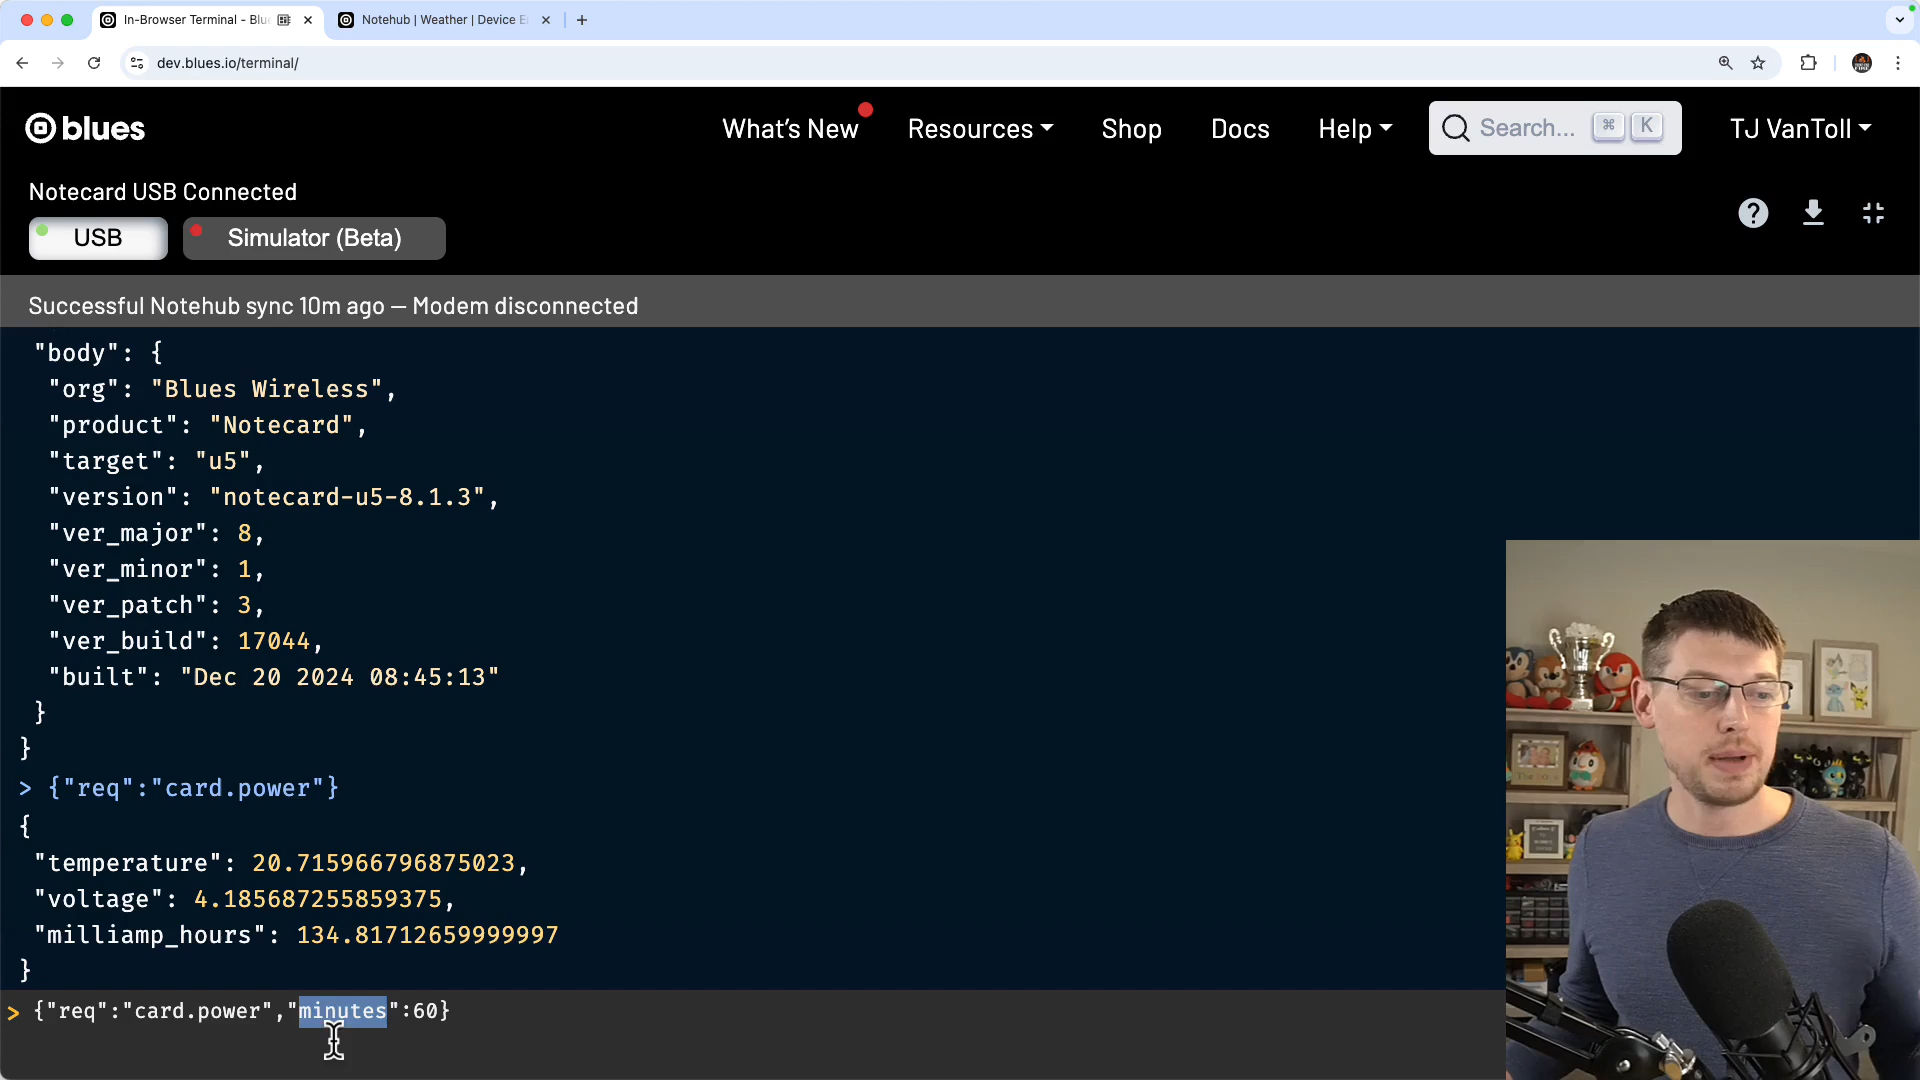 In-Browser Terminal - Blu
Notehub | Weather | Device E
dev.blues.io/terminal/
blues
What's New
Resources
Shop
Docs
Help
Search...
⌘ K
TJ VanToll
Notecard USB Connected
USB
Simulator (Beta)
Successful Notehub sync 10m ago — Modem disconnected
"body": {
"org": "Blues Wireless",
"product": "Notecard",
"target": "u5",
"version": "notecard-u5-8.1.3",
"ver_major": 8,
"ver_minor": 1,
"ver_patch": 3,
"ver_build": 17044,
"built": "Dec 20 2024 08:45:13"
}
}
> {"req":"card.power"}
{
"temperature": 20.715966796875023,
"voltage": 4.185687255859375,
"milliamp_hours": 134.81712659999997
}
> {"req":"card.power","minutes":60}